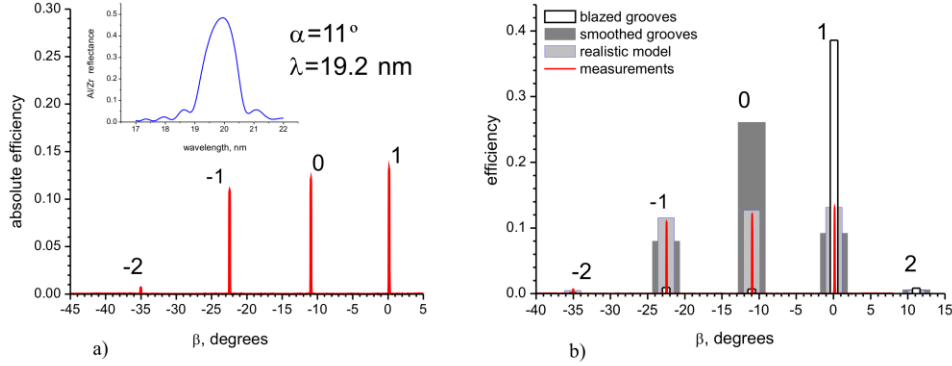 0.30
0.25
0.20
0.15
0.10
0.05
0.00
absolute efficiency
0.5
0.4
0.3
0.2
0.1
0.0
Al/Zr reflectance
17 18 19 20 21 22
wavelength, nm
α=11°
λ=19.2 nm
-2
-1
0
1
-45 -40 -35 -30 -25 -20 -15 -10 -5 0 5
β, degrees
a)
0.4
0.3
0.2
0.1
0.0
efficiency
blazed grooves
smoothed grooves
realistic model
measurements
-2
-1
0
1
2
-40 -35 -30 -25 -20 -15 -10 -5 0 5 10 15
β, degrees
b)